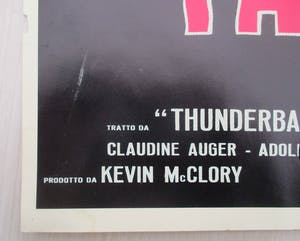 TRATTO DA "THUNDERBA
CLAUDINE AUGER - ADOL
PRODOTTO DA KEVIN McCLORY